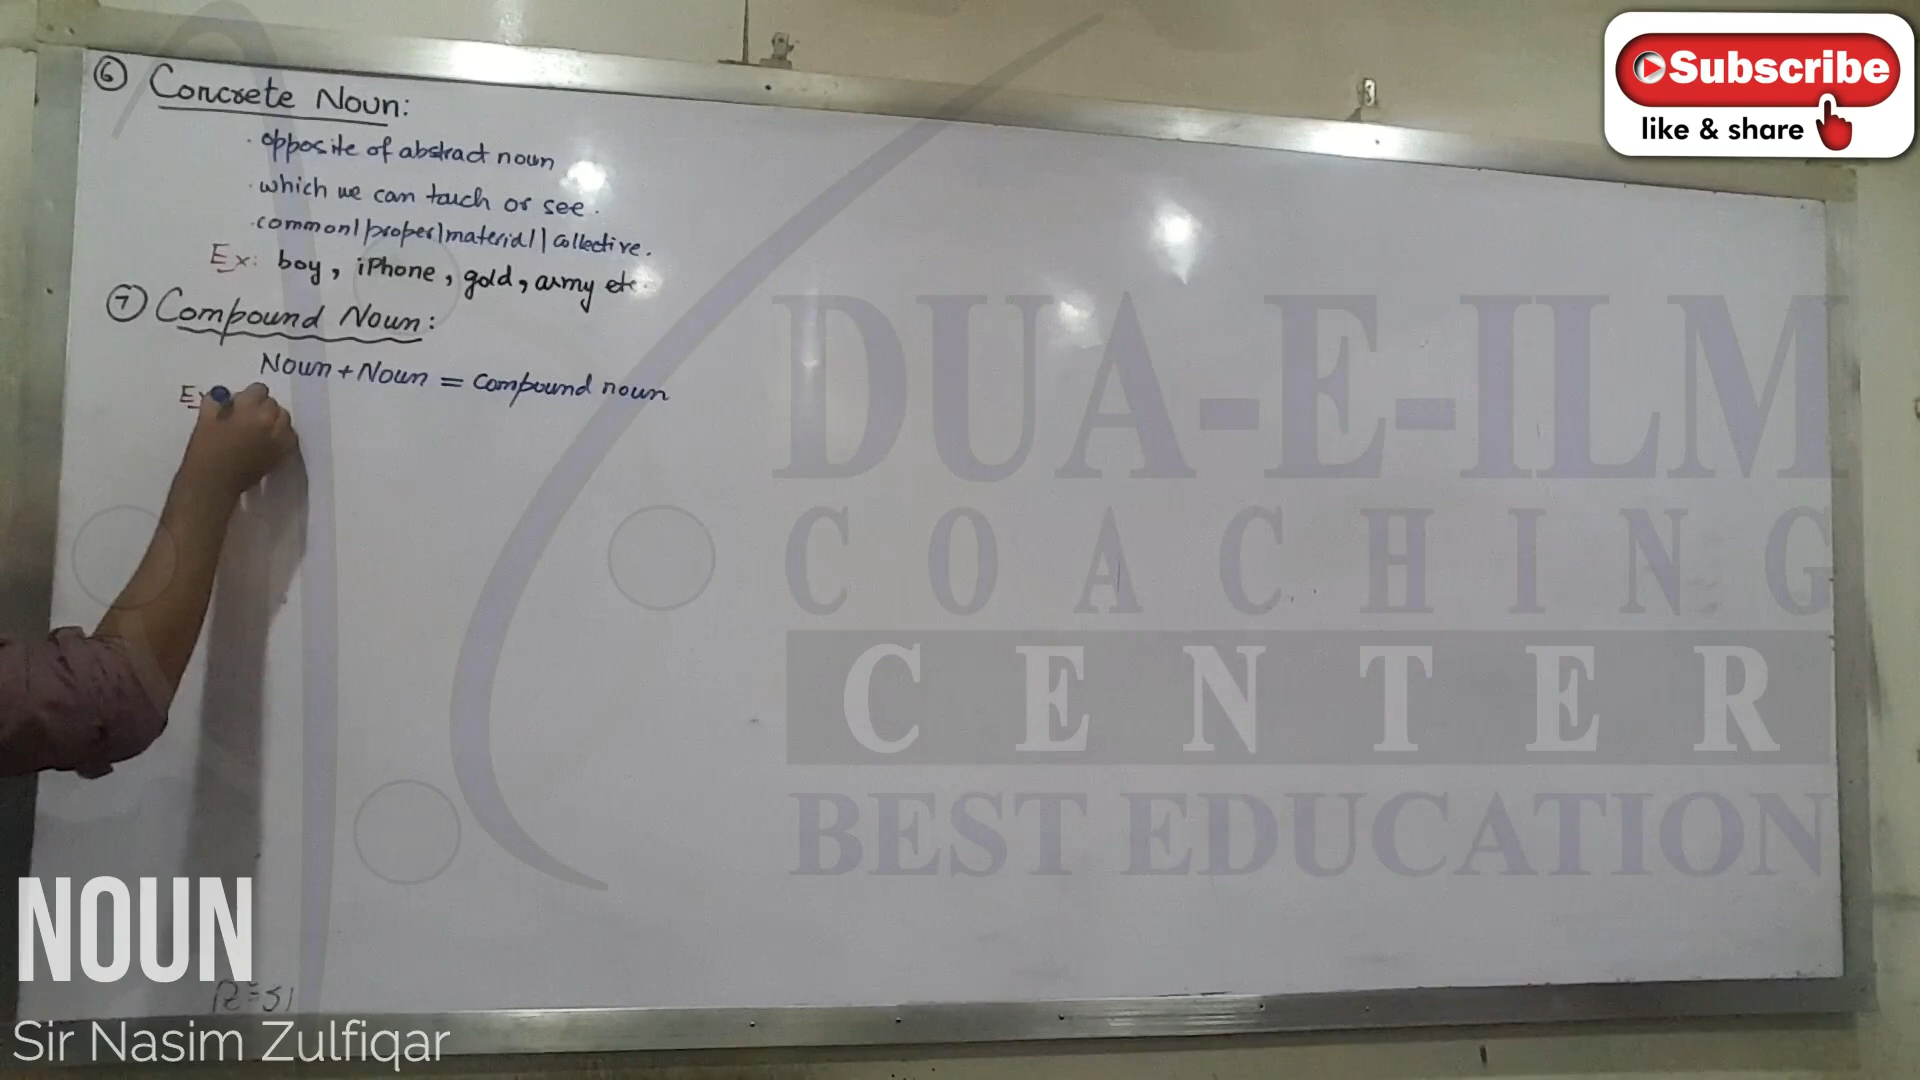 Subscribe
like & share
⑥ Concrete Noun:
· opposite of abstract noun
· which we can touch or see.
· common/proper/material/collective.
Ex: boy, iPhone, gold, army etc.
⑦ Compound Noun:
Noun + Noun = compound noun
Ex
DUA-E-ILM
COACHING
CENTER
BEST EDUCATION
NOUN
Sir Nasim Zulfiqar